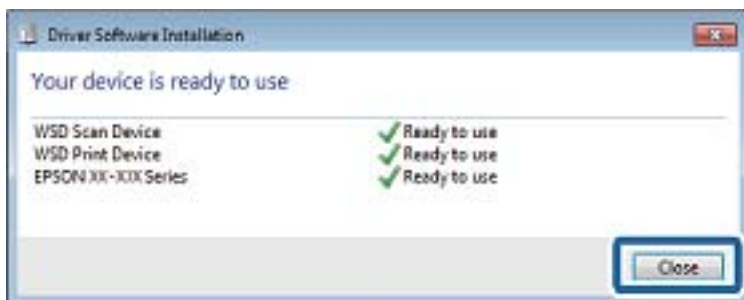 Driver Software Installation
Your device is ready to use
WSD Scan Device Ready to use
WSD Print Device Ready to use
EPSON XX-XXX Series Ready to use
Close